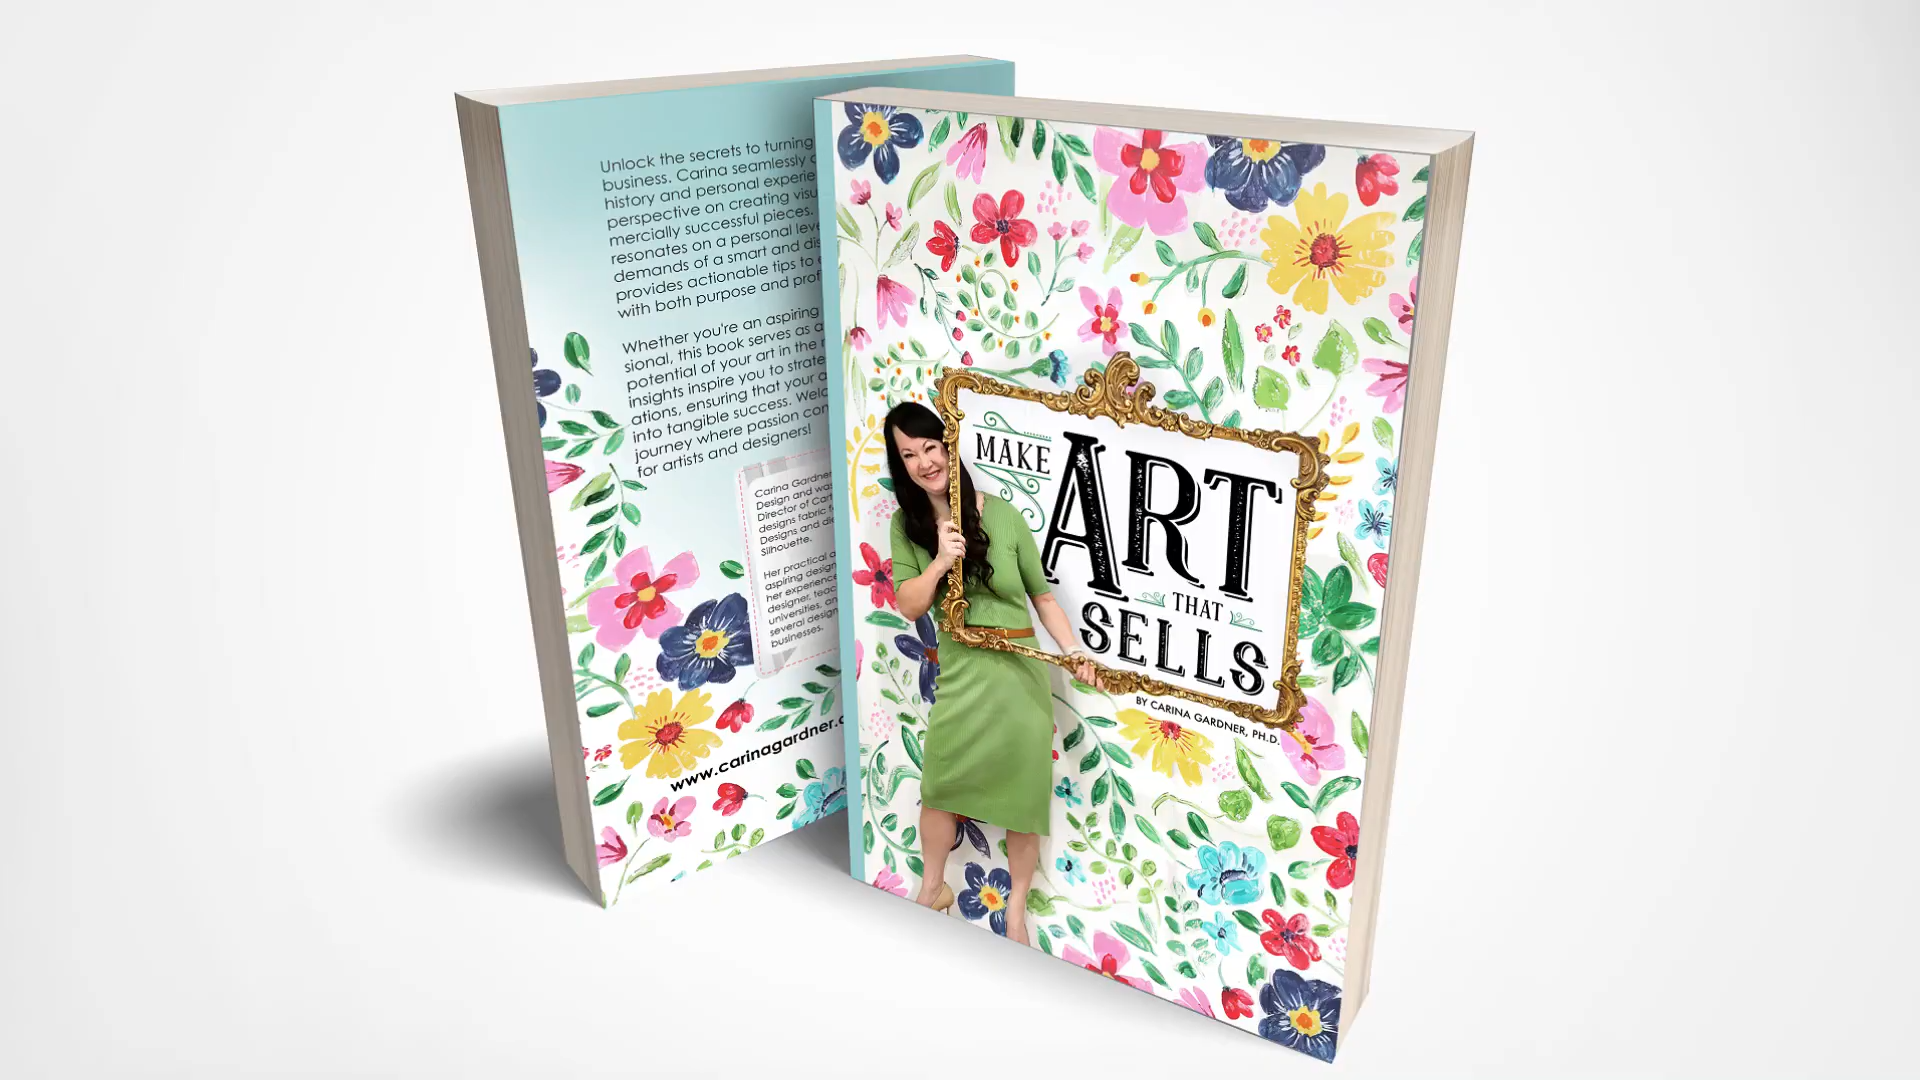 Unlock the secrets to turning
business. Carina seamlessly
history and personal experie
perspective on creating visu
mercially successful pieces.
resonates on a personal leve
demands of a smart and dis
provides actionable tips to
with both purpose and prof
Whether you're an aspiring
sional, this book serves as a
potential of your art in the
insights inspire you to strate
ations, ensuring that your a
into tangible success. Welc
journey where passion con
for artists and designers!
Carina Gardner
Design and was
Director of Cart
designs fabric f
Designs and die
Silhouette.
Her practical a
aspiring design
her experience
designer, teac
universities, an
several design
businesses.
www.carinagardner.c
MAKE
ART
THAT
SELLS
BY CARINA GARDNER, PH.D.